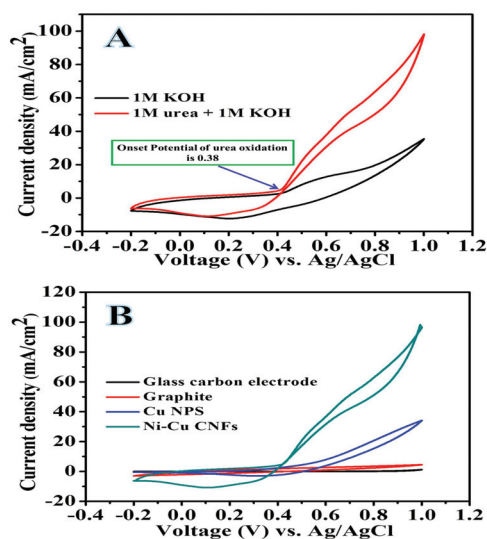 A
100
80
60
40
20
0
-20
Current density (mA/cm²)
1M KOH
1M urea + 1M KOH
Onset Potential of urea oxidation
is 0.38
-0.4 -0.2 0.0 0.2 0.4 0.6 0.8 1.0 1.2
Voltage (V) vs. Ag/AgCl
B
120
100
80
60
40
20
0
-20
Current density (mA/cm²)
Glass carbon electrode
Graphite
Cu NPS
Ni-Cu CNFs
-0.4 -0.2 0.0 0.2 0.4 0.6 0.8 1.0 1.2
Voltage (V) vs. Ag/AgCl